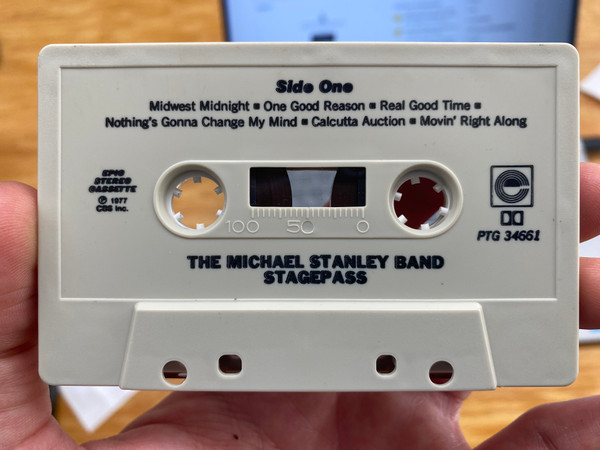 Side One
Midwest Midnight ▪ One Good Reason ▪ Real Good Time ▪
Nothing's Gonna Change My Mind ▪ Calcutta Auction ▪ Movin' Right Along
EPIC
STEREO
CASSETTE
℗ 1977
CBS Inc.
100 50 0
PTG 34661
THE MICHAEL STANLEY BAND
STAGEPASS